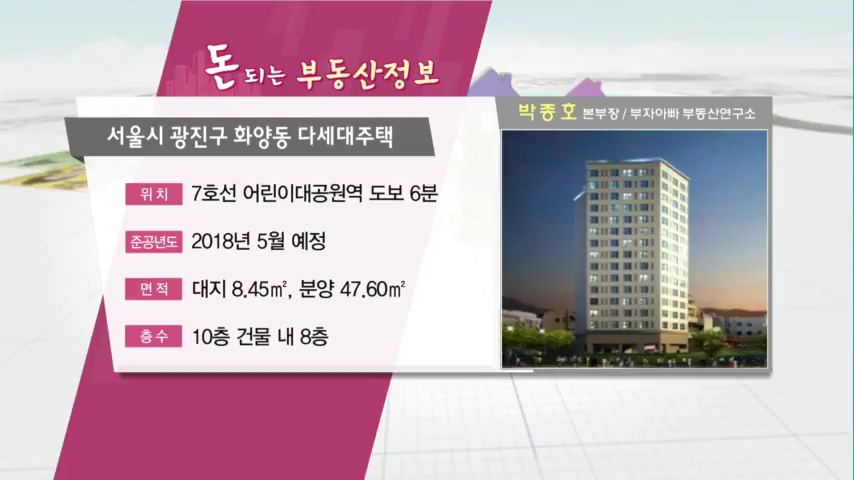 돈 되는 부동산정보
박종호 본부장 / 부자아빠 부동산연구소
서울시 광진구 화양동 다세대주택
위 치 7호선 어린이대공원역 도보 6분
준공년도 2018년 5월 예정
면 적 대지 8.45㎡, 분양 47.60㎡
층 수 10층 건물 내 8층